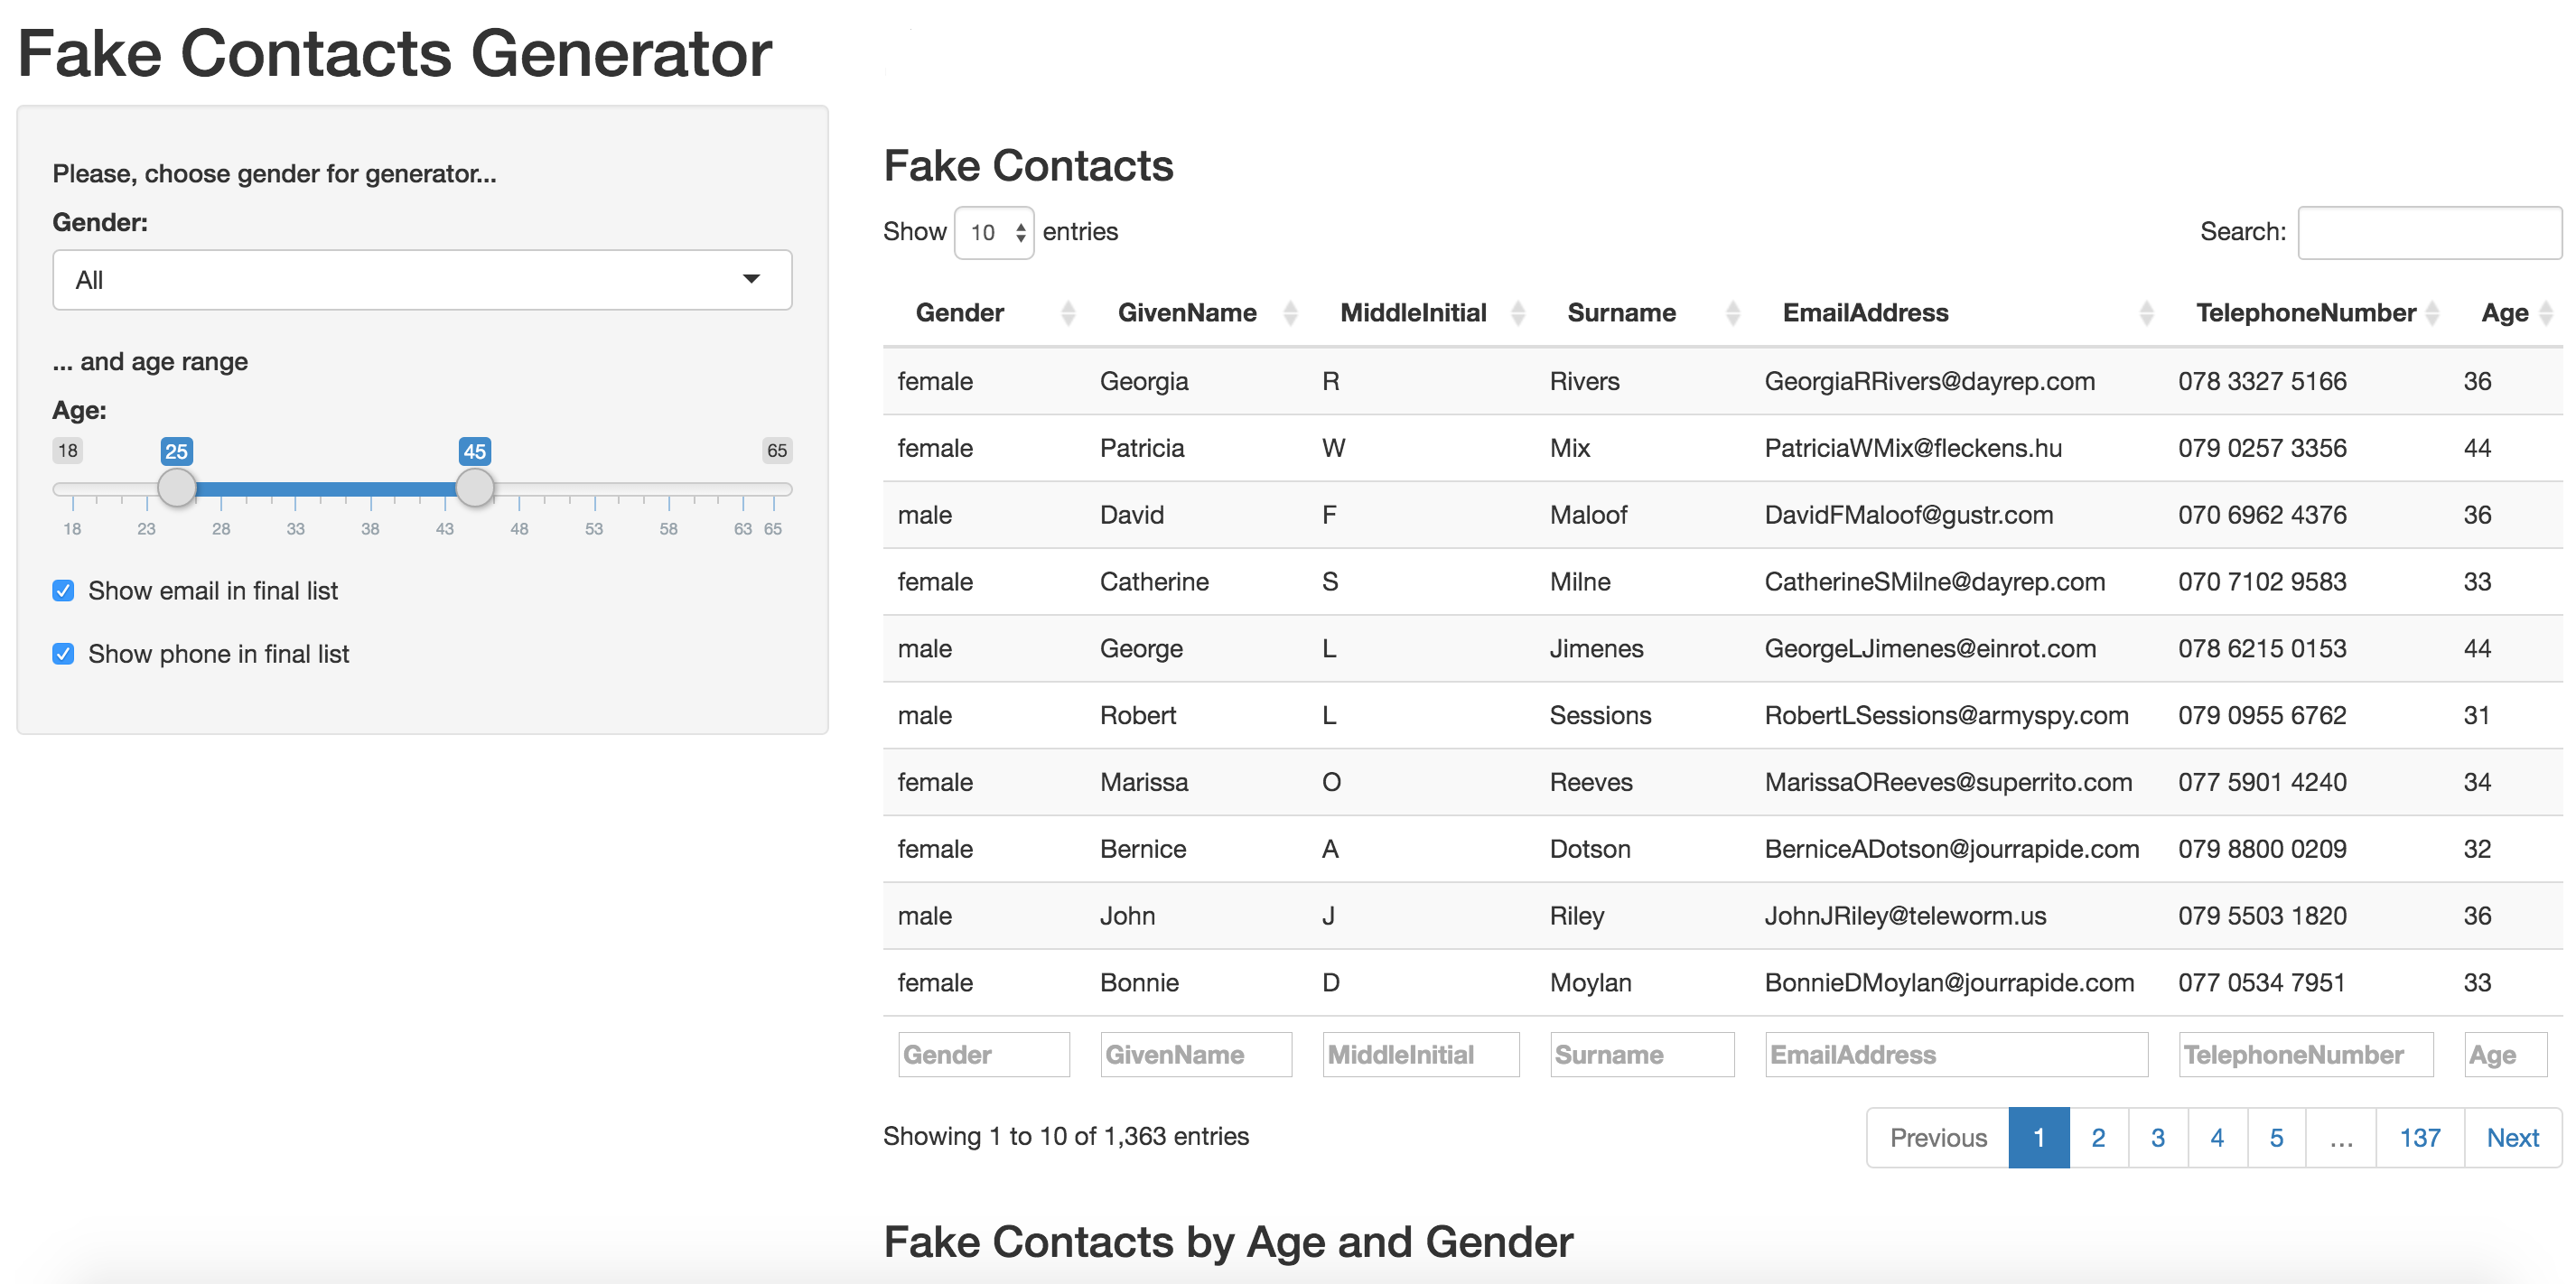 Fake Contacts Generator
Please, choose gender for generator...
Gender:
All
... and age range
Age:
18 25 45 65
18 23 28 33 38 43 48 53 58 63 65
Show email in final list
Show phone in final list
Fake Contacts
Show 10 entries
Search:
Gender GivenName MiddleInitial Surname EmailAddress TelephoneNumber Age
female Georgia R Rivers GeorgiaRRivers@dayrep.com 078 3327 5166 36
female Patricia W Mix PatriciaWMix@fleckens.hu 079 0257 3356 44
male David F Maloof DavidFMaloof@gustr.com 070 6962 4376 36
female Catherine S Milne CatherineSMilne@dayrep.com 070 7102 9583 33
male George L Jimenes GeorgeLJimenes@einrot.com 078 6215 0153 44
male Robert L Sessions RobertLSessions@armyspy.com 079 0955 6762 31
female Marissa O Reeves MarissaOReeves@superrito.com 077 5901 4240 34
female Bernice A Dotson BerniceADotson@jourrapide.com 079 8800 0209 32
male John J Riley JohnJRiley@teleworm.us 079 5503 1820 36
female Bonnie D Moylan BonnieDMoylan@jourrapide.com 077 0534 7951 33
Gender GivenName MiddleInitial Surname EmailAddress TelephoneNumber Age
Showing 1 to 10 of 1,363 entries
Previous 1 2 3 4 5 ... 137 Next
Fake Contacts by Age and Gender